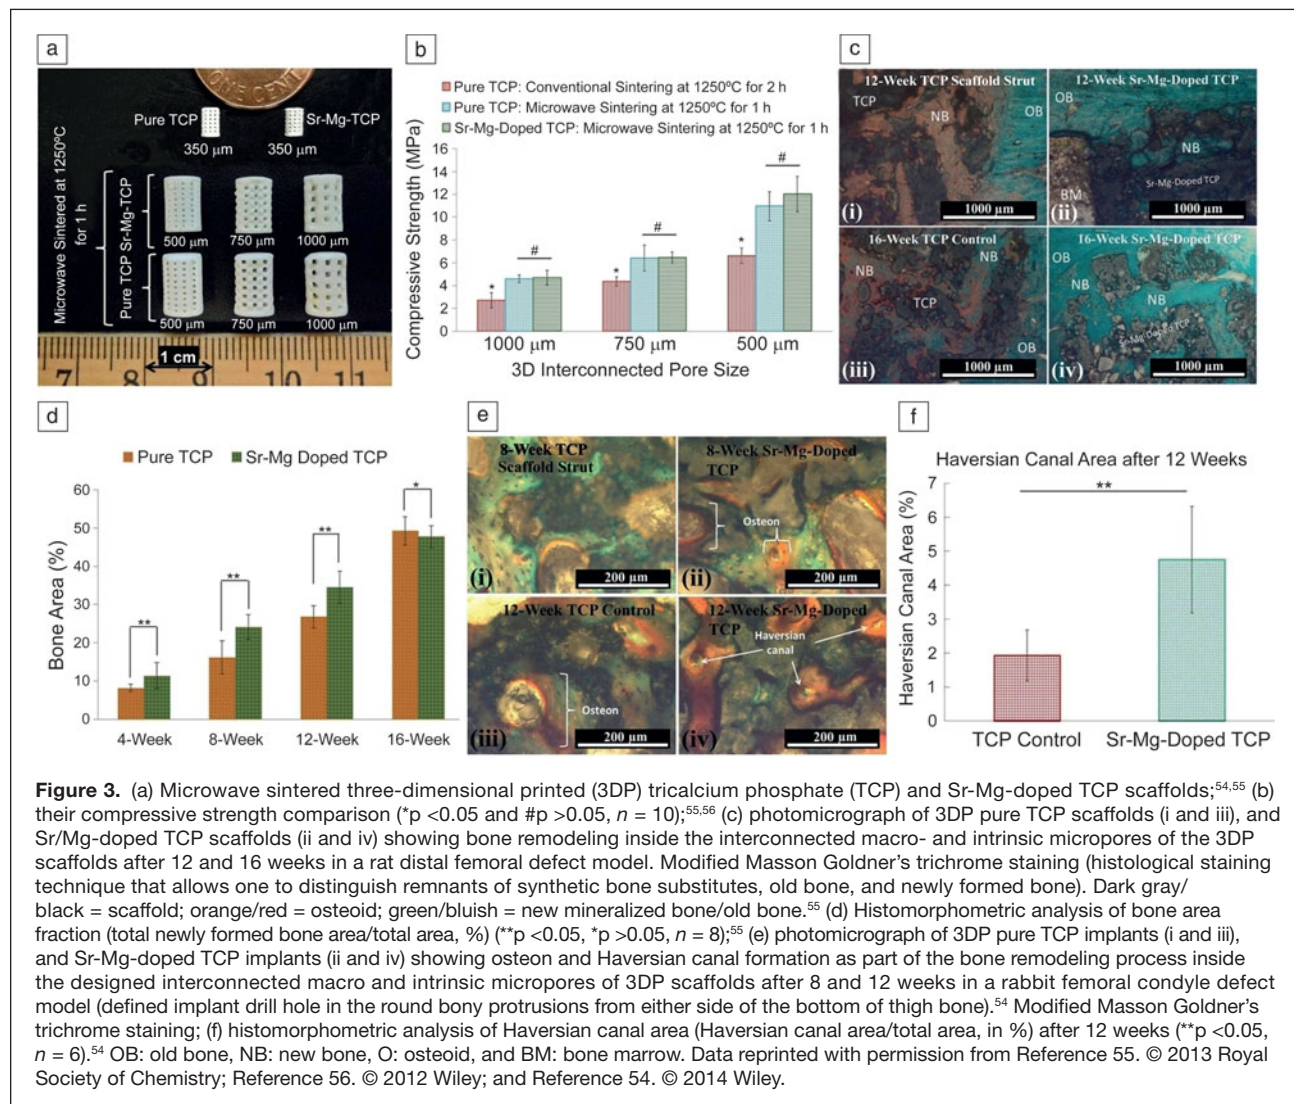 a
ONE CENT
Pure TCP
Sr-Mg-TCP
350 µm
350 µm
Microwave Sintered at 1250ºC
for 1 h
Sr-Mg-TCP
500 µm
750 µm
1000 µm
Pure TCP
500 µm
750 µm
1000 µm
1 cm
7 8 9 10 11
b
Pure TCP: Conventional Sintering at 1250ºC for 2 h
Pure TCP: Microwave Sintering at 1250ºC for 1 h
Sr-Mg-Doped TCP: Microwave Sintering at 1250ºC for 1 h
Compressive Strength (MPa)
16
14
12
10
8
6
4
2
0
* # * # * #
1000 µm
750 µm
500 µm
3D Interconnected Pore Size
c
12-Week TCP Scaffold Strut
TCP
NB
OB
1000 µm
(i)
12-Week Sr-Mg-Doped TCP
OB
NB
BM
Sr-Mg-Doped TCP
1000 µm
(ii)
16-Week TCP Control
NB
NB
TCP
OB
1000 µm
(iii)
16-Week Sr-Mg-Doped TCP
OB
NB
NB
Sr-Mg-Doped TCP
1000 µm
(iv)
d
Pure TCP
Sr-Mg Doped TCP
Bone Area (%)
60
50
40
30
20
10
0
** ** ** *
4-Week
8-Week
12-Week
16-Week
e
8-Week TCP
Scaffold Strut
200 µm
(i)
8-Week Sr-Mg-Doped
TCP
Osteon
200 µm
(ii)
12-Week TCP Control
Osteon
200 µm
(iii)
12-Week Sr-Mg-Doped
TCP
Haversian
canal
200 µm
(iv)
f
Haversian Canal Area after 12 Weeks
Haversian Canal Area (%)
7
6
5
4
3
2
1
0
**
TCP Control
Sr-Mg-Doped TCP
Figure 3. (a) Microwave sintered three-dimensional printed (3DP) tricalcium phosphate (TCP) and Sr-Mg-doped TCP scaffolds;54,55 (b)
their compressive strength comparison (*p <0.05 and #p >0.05, n = 10);55,56 (c) photomicrograph of 3DP pure TCP scaffolds (i and iii), and
Sr/Mg-doped TCP scaffolds (ii and iv) showing bone remodeling inside the interconnected macro- and intrinsic micropores of the 3DP
scaffolds after 12 and 16 weeks in a rat distal femoral defect model. Modified Masson Goldner’s trichrome staining (histological staining
technique that allows one to distinguish remnants of synthetic bone substitutes, old bone, and newly formed bone). Dark gray/
black = scaffold; orange/red = osteoid; green/bluish = new mineralized bone/old bone.55 (d) Histomorphometric analysis of bone area
fraction (total newly formed bone area/total area, %) (**p <0.05, *p >0.05, n = 8);55 (e) photomicrograph of 3DP pure TCP implants (i and iii),
and Sr-Mg-doped TCP implants (ii and iv) showing osteon and Haversian canal formation as part of the bone remodeling process inside
the designed interconnected macro and intrinsic micropores of 3DP scaffolds after 8 and 12 weeks in a rabbit femoral condyle defect
model (defined implant drill hole in the round bony protrusions from either side of the bottom of thigh bone).54 Modified Masson Goldner’s
trichrome staining; (f) histomorphometric analysis of Haversian canal area (Haversian canal area/total area, in %) after 12 weeks (**p <0.05,
n = 6).54 OB: old bone, NB: new bone, O: osteoid, and BM: bone marrow. Data reprinted with permission from Reference 55. © 2013 Royal
Society of Chemistry; Reference 56. © 2012 Wiley; and Reference 54. © 2014 Wiley.